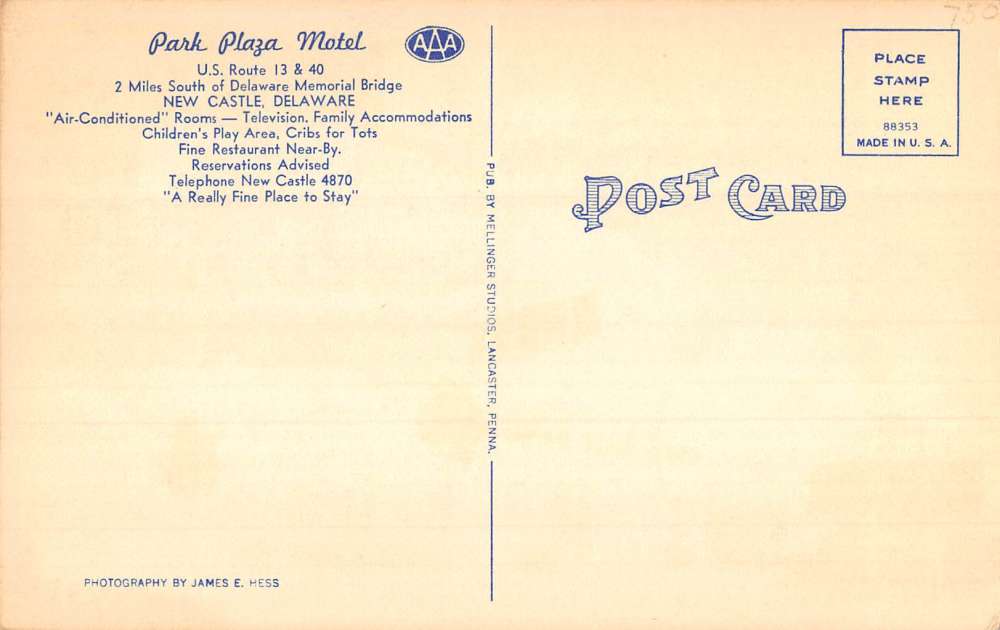 Park Plaza Motel
AAA
U.S. Route 13 & 40
2 Miles South of Delaware Memorial Bridge
NEW CASTLE, DELAWARE
"Air-Conditioned" Rooms — Television. Family Accommodations
Children's Play Area, Cribs for Tots
Fine Restaurant Near-By.
Reservations Advised
Telephone New Castle 4870
"A Really Fine Place to Stay"
PHOTOGRAPHY BY JAMES E. HESS
PUB. BY MELLINGER STUDIOS, LANCASTER, PENNA.
POST CARD
750
PLACE
STAMP
HERE
88353
MADE IN U. S. A.